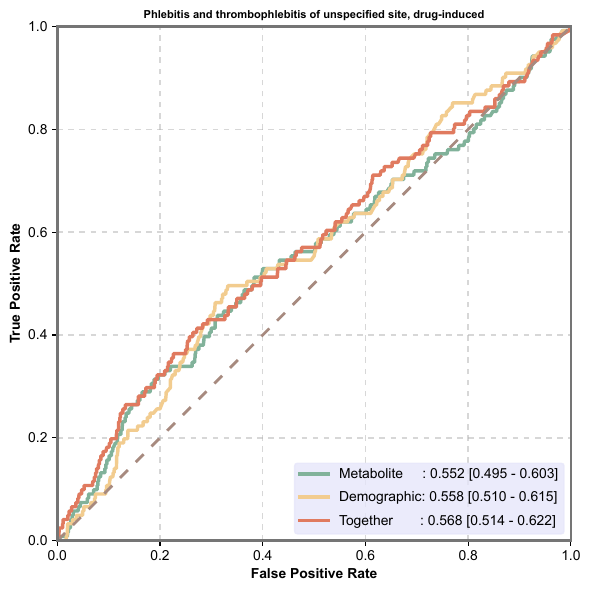 Phlebitis and thrombophlebitis of unspecified site, drug-induced
1.0
0.8
0.6
0.4
0.2
0.0
True Positive Rate
Metabolite : 0.552 [0.495 - 0.603]
Demographic: 0.558 [0.510 - 0.615]
Together : 0.568 [0.514 - 0.622]
0.0 0.2 0.4 0.6 0.8 1.0
False Positive Rate